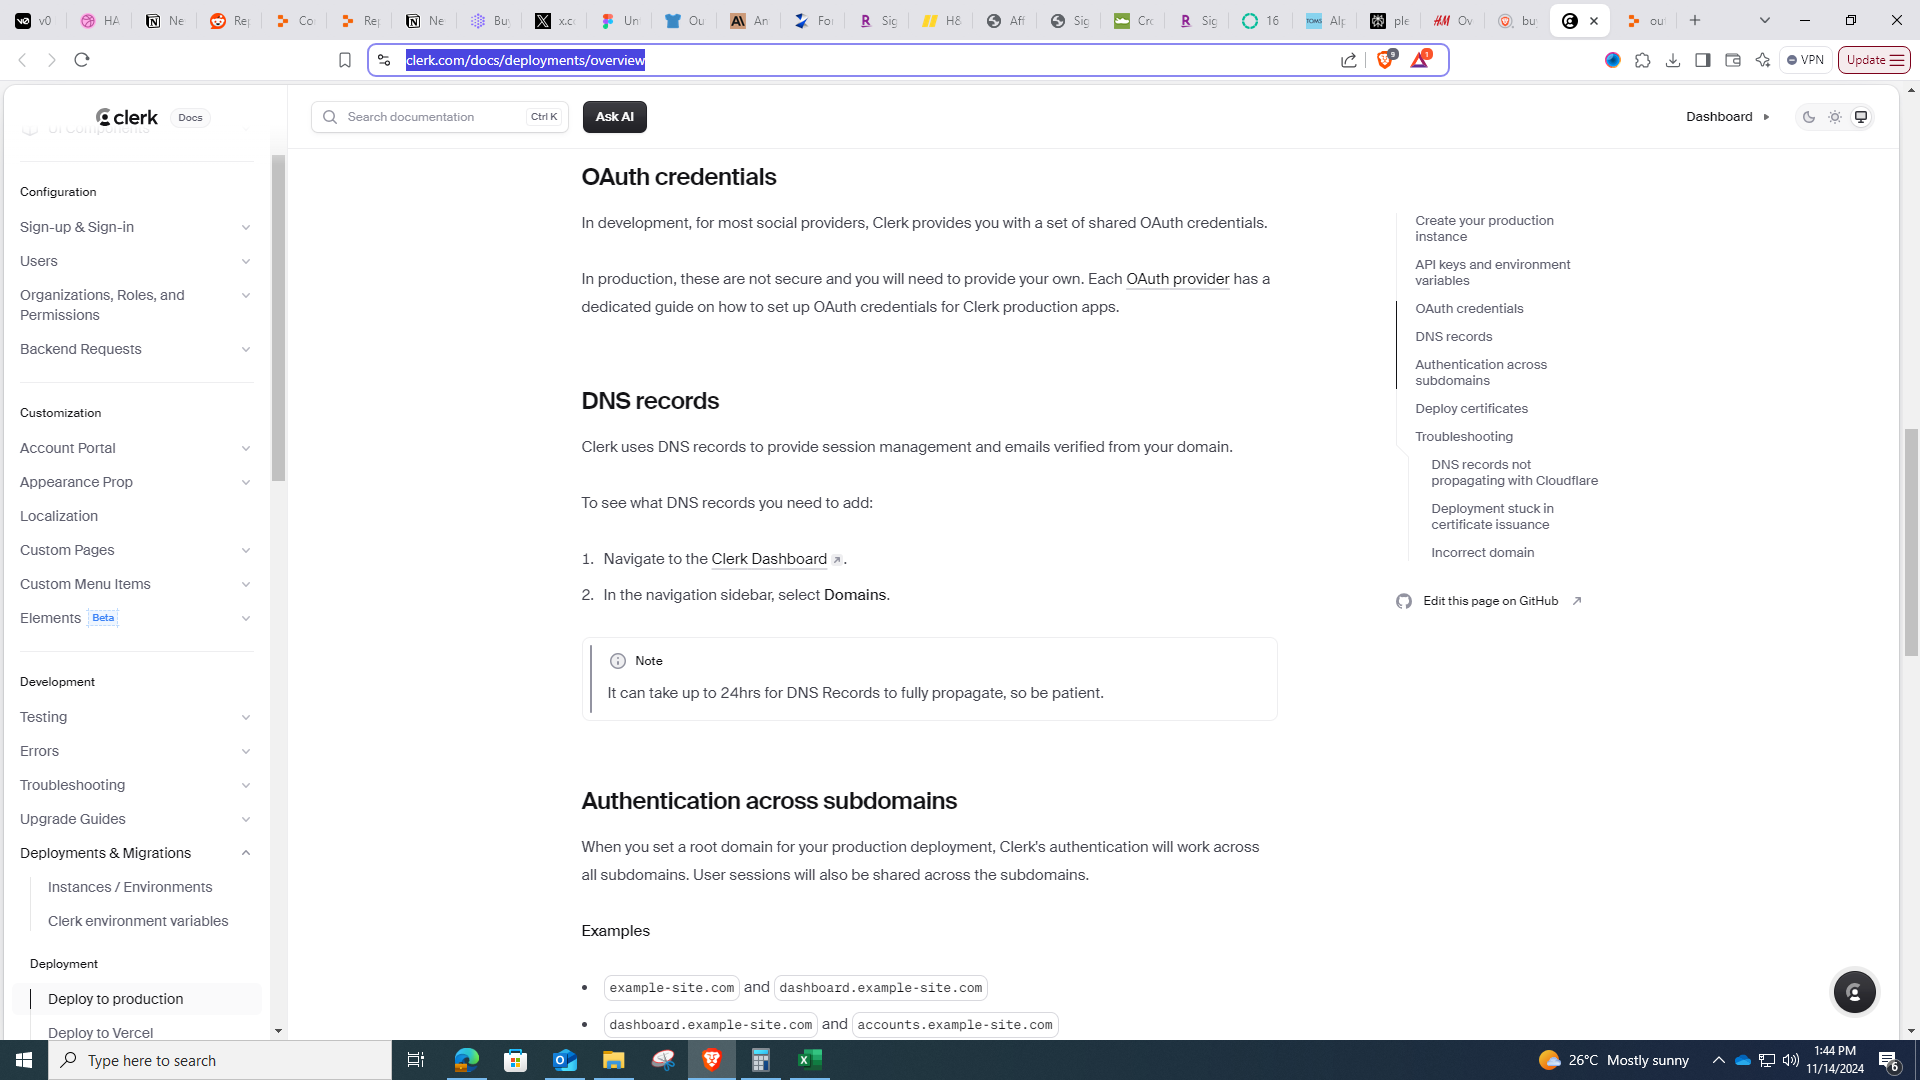 v0
HA
Ne
Rep
Co
Rep
Ne
Buy
x.co
Unt
Ou
An
For
Sig
H&
Aff
Sig
Cro
Sig
16
Alp
ple
Ov
buy
out
clerk.com/docs/deployments/overview
9
1
VPN
Update
clerk
Docs
Search documentation
Ctrl K
Ask AI
Dashboard
UI Components
Configuration
Sign-up & Sign-in
Users
Organizations, Roles, and
Permissions
Backend Requests
Customization
Account Portal
Appearance Prop
Localization
Custom Pages
Custom Menu Items
Elements Beta
Development
Testing
Errors
Troubleshooting
Upgrade Guides
Deployments & Migrations
Instances / Environments
Clerk environment variables
Deployment
Deploy to production
Deploy to Vercel
OAuth credentials
In development, for most social providers, Clerk provides you with a set of shared OAuth credentials.
In production, these are not secure and you will need to provide your own. Each OAuth provider has a
dedicated guide on how to set up OAuth credentials for Clerk production apps.
DNS records
Clerk uses DNS records to provide session management and emails verified from your domain.
To see what DNS records you need to add:
1. Navigate to the Clerk Dashboard ↗.
2. In the navigation sidebar, select Domains.
Note
It can take up to 24hrs for DNS Records to fully propagate, so be patient.
Authentication across subdomains
When you set a root domain for your production deployment, Clerk's authentication will work across
all subdomains. User sessions will also be shared across the subdomains.
Examples
• example-site.com and dashboard.example-site.com
• dashboard.example-site.com and accounts.example-site.com
Create your production
instance
API keys and environment
variables
OAuth credentials
DNS records
Authentication across
subdomains
Deploy certificates
Troubleshooting
DNS records not
propagating with Cloudflare
Deployment stuck in
certificate issuance
Incorrect domain
Edit this page on GitHub ↗
Type here to search
26°C Mostly sunny
1:44 PM
11/14/2024
6